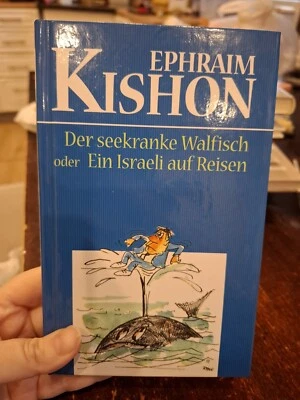 EPHRAIM
KISHON
Der seekranke Walfisch
oder Ein Israeli auf Reisen